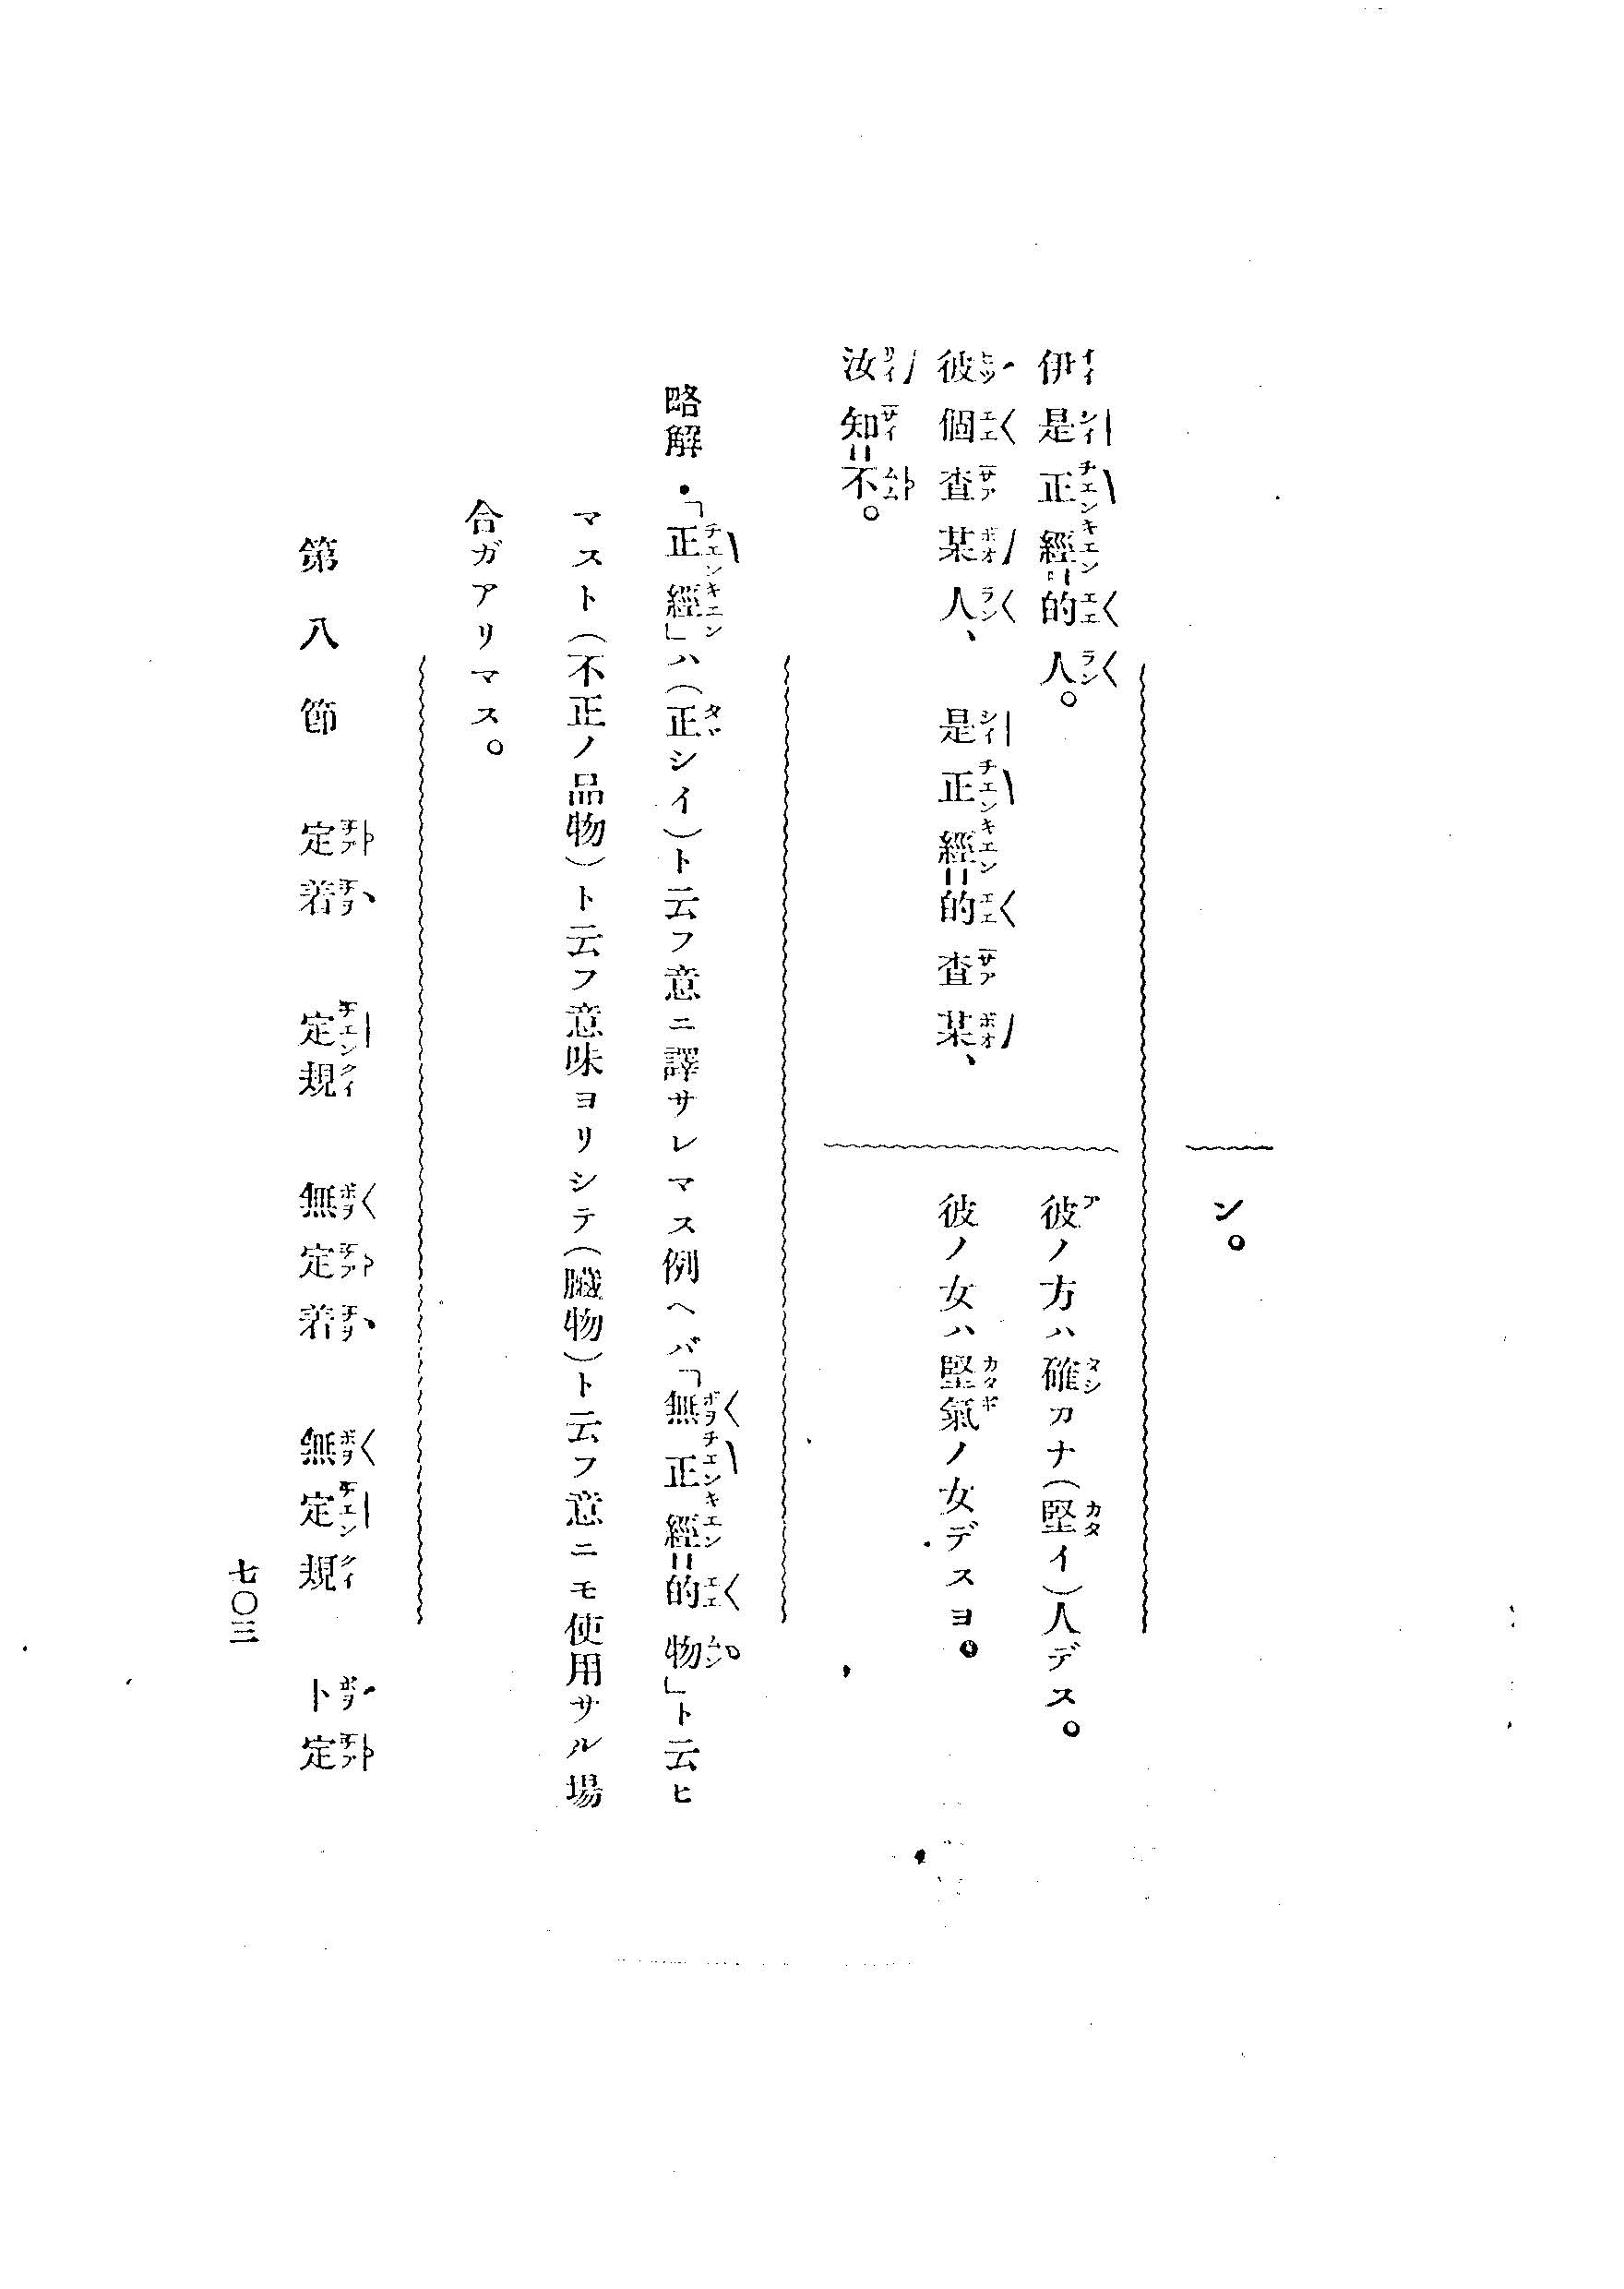 ン。
伊是正經的人。
彼ノ方ハ確カナ(堅イ)人デス。
彼個查某人、是正經的查某、
汝知不。
彼ノ女ハ堅氣ノ女デスヨ。
略解・「正經」ハ(正シイ)ト云フ意ニ譯サレマス例ヘバ「無正經的物」ト云ヒ
マスト(不正ノ品物)ト云フ意味ヨリシテ(臟物)ト云フ意ニモ使用サル場
合ガアリマス。
第八節 定着 定規 無定着 無定規 卜定
七〇三